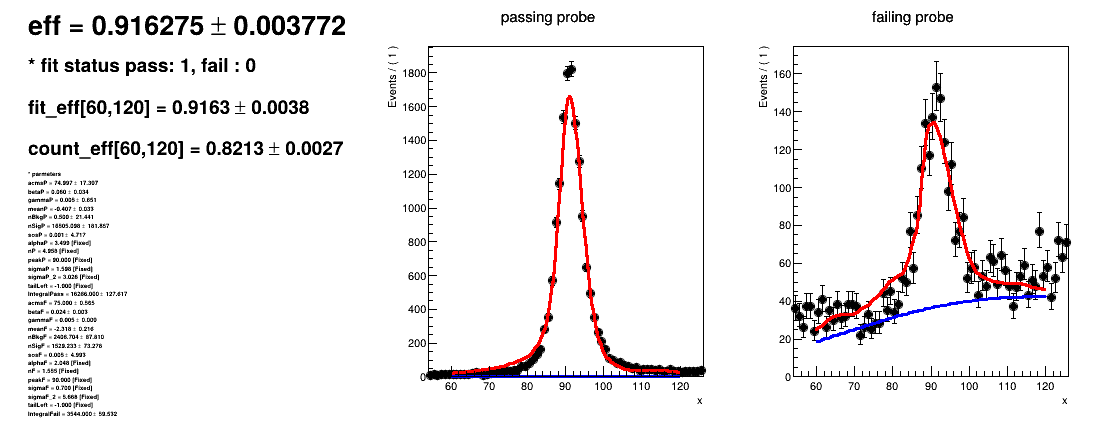 eff = 0.916275 ± 0.003772
* fit status pass: 1, fail : 0
fit_eff[60,120] = 0.9163 ± 0.0038
count_eff[60,120] = 0.8213 ± 0.0027
* parmeters
acmsP = 74.997 ± 17.307
betaP = 0.060 ± 0.034
gammaP = 0.005 ± 0.651
meanP = -0.407 ± 0.033
nBkgP = 0.500 ± 21.441
nSigP = 16505.098 ± 181.857
sosP = 0.001 ± 4.717
alphaP = 3.499 [Fixed]
nP = 4.958 [Fixed]
peakP = 90.000 [Fixed]
sigmaP = 1.598 [Fixed]
sigmaP_2 = 3.026 [Fixed]
tailLeft = -1.000 [Fixed]
IntegralPass = 16286.000 ± 127.617
acmsF = 75.000 ± 0.565
betaF = 0.024 ± 0.003
gammaF = 0.005 ± 0.009
meanF = -2.318 ± 0.216
nBkgF = 2406.704 ± 87.810
nSigF = 1529.233 ± 73.278
sosF = 0.005 ± 4.993
alphaF = 2.048 [Fixed]
nF = 1.555 [Fixed]
peakF = 90.000 [Fixed]
sigmaF = 0.700 [Fixed]
sigmaF_2 = 5.668 [Fixed]
tailLeft = -1.000 [Fixed]
IntegralFail = 3544.000 ± 59.532
passing probe
Events / ( 1 )
1800
1600
1400
1200
1000
800
600
400
200
0
60 70 80 90 100 110 120
x
failing probe
Events / ( 1 )
160
140
120
100
80
60
40
20
0
60 70 80 90 100 110 120
x